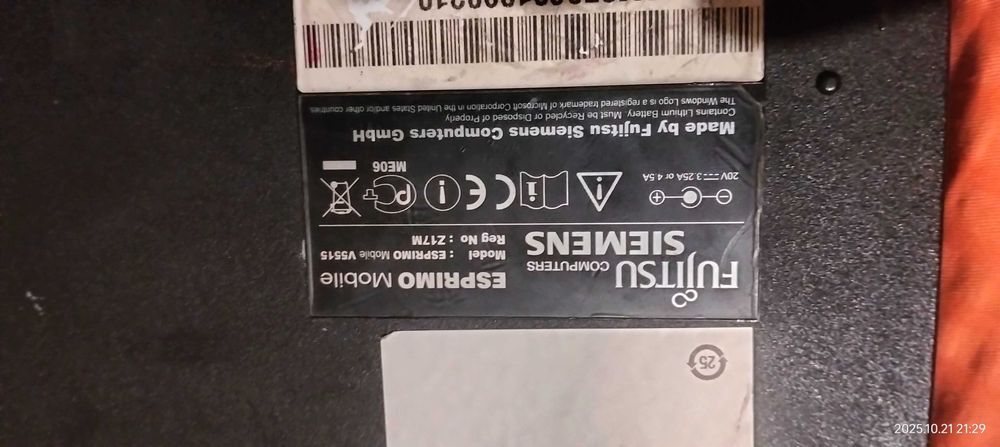 FUJITSU
COMPUTERS
SIEMENS
ESPRIMO Mobile
Model : ESPRIMO Mobile V5515
Reg No : Z17M
20V 3.25A or 4.5A
PC
ME06
Made by Fujitsu Siemens Computers GmbH
Contains Lithium Battery. Must be Recycled or Disposed of Properly.
The Windows Logo is a registered trademark of Microsoft Corporation in the United States and/or other countries
25
2025.10.21 21:29